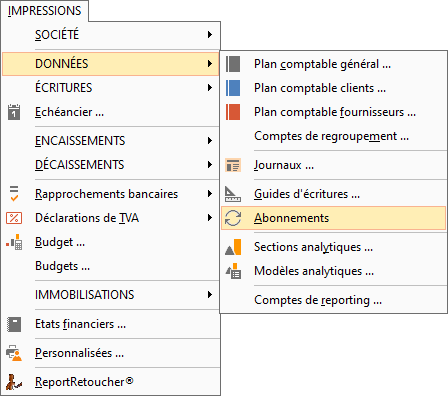 IMPRESSIONS
SOCIÉTÉ
DONNÉES
ÉCRITURES
Echéancier ...
ENCAISSEMENTS
DÉCAISSEMENTS
Rapprochements bancaires
Déclarations de TVA
Budget ...
Budgets ...
IMMOBILISATIONS
Etats financiers ...
Personnalisées ...
ReportRetoucher®
Plan comptable général ...
Plan comptable clients ...
Plan comptable fournisseurs ...
Comptes de regroupement ...
Journaux ...
Guides d'écritures ...
Abonnements
Sections analytiques ...
Modèles analytiques ...
Comptes de reporting ...